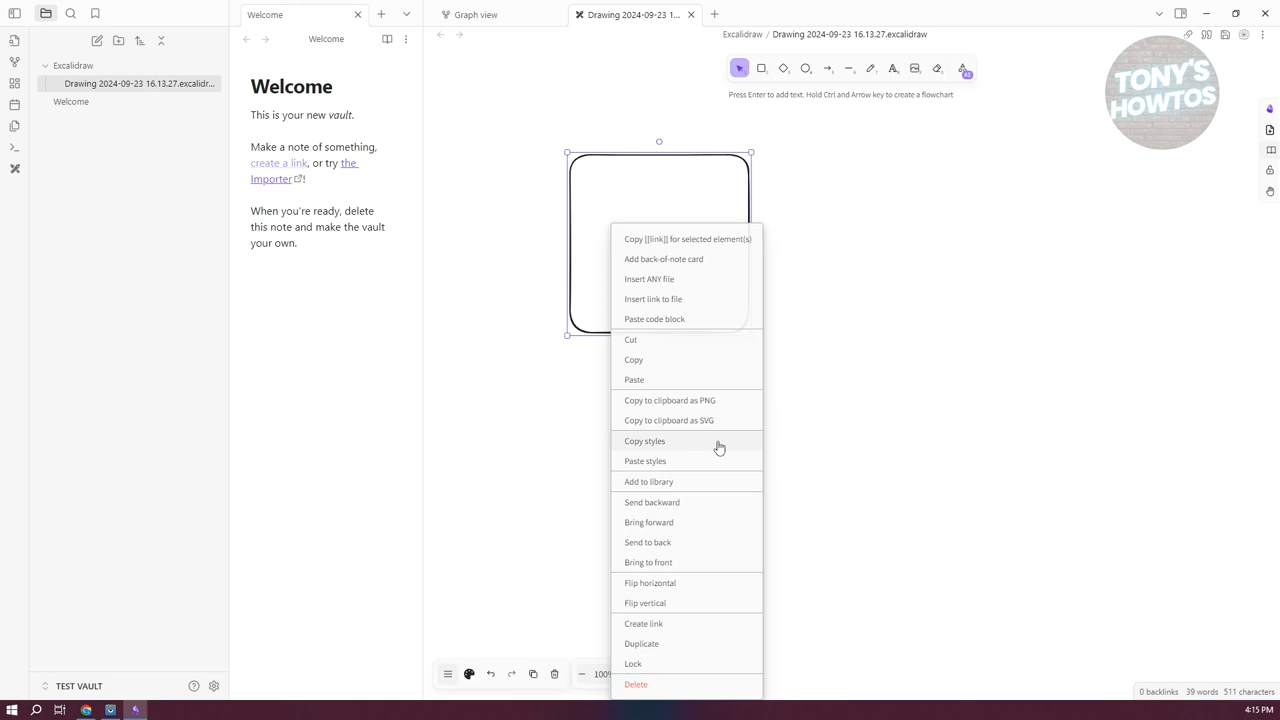 Welcome
Graph view
Drawing 2024-09-23 1...
Welcome
Excalidraw / Drawing 2024-09-23 16.13.27.excalidraw
Excalidraw
Drawing 2024-09-23 16.13.27.excalidr...
Welcome
Welcome
This is your new vault.
Make a note of something,
create a link, or try the
Importer!
When you're ready, delete
this note and make the vault
your own.
AI
Press Enter to add text. Hold Ctrl and Arrow key to create a flowchart
TONY'S
HOWTOS
Copy [[link]] for selected element(s)
Add back-of-note card
Insert ANY file
Insert link to file
Paste code block
Cut
Copy
Paste
Copy to clipboard as PNG
Copy to clipboard as SVG
Copy styles
Paste styles
Add to library
Send backward
Bring forward
Send to back
Bring to front
Flip horizontal
Flip vertical
Create link
Duplicate
Lock
Delete
100%
TEST VAULT
0 backlinks 39 words 511 characters
4:15 PM